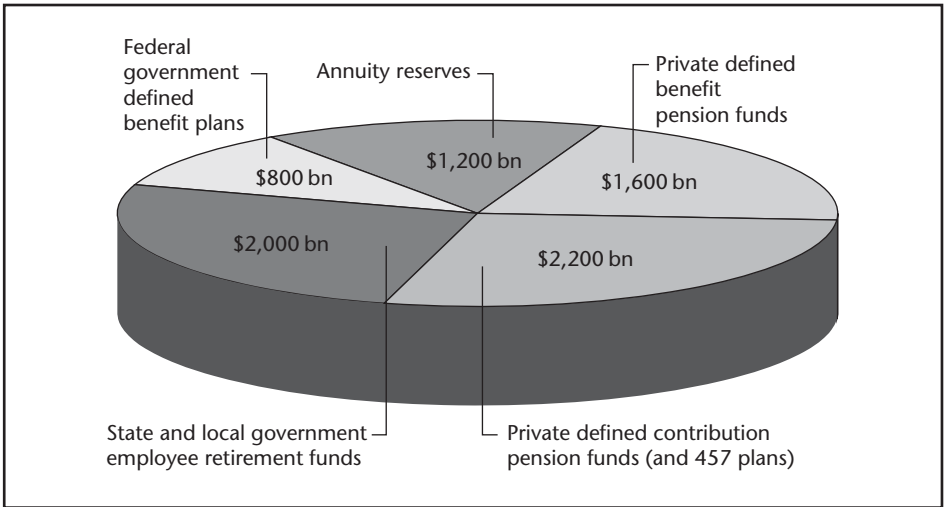 Federal
government
defined
benefit plans
Annuity reserves
Private defined
benefit
pension funds
$1,200 bn
$800 bn
$1,600 bn
$2,000 bn
$2,200 bn
State and local government
employee retirement funds
Private defined contribution
pension funds (and 457 plans)